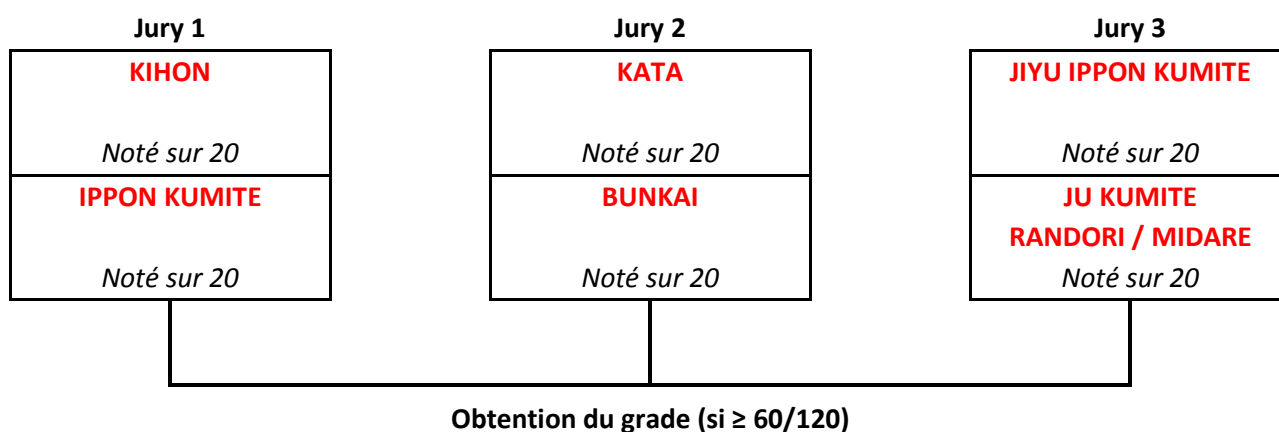 Jury 1
KIHON
Noté sur 20
IPPON KUMITE
Noté sur 20
Jury 2
KATA
Noté sur 20
BUNKAI
Noté sur 20
Jury 3
JIYU IPPON KUMITE
Noté sur 20
JU KUMITE
RANDORI / MIDARE
Noté sur 20
Obtention du grade (si ≥ 60/120)